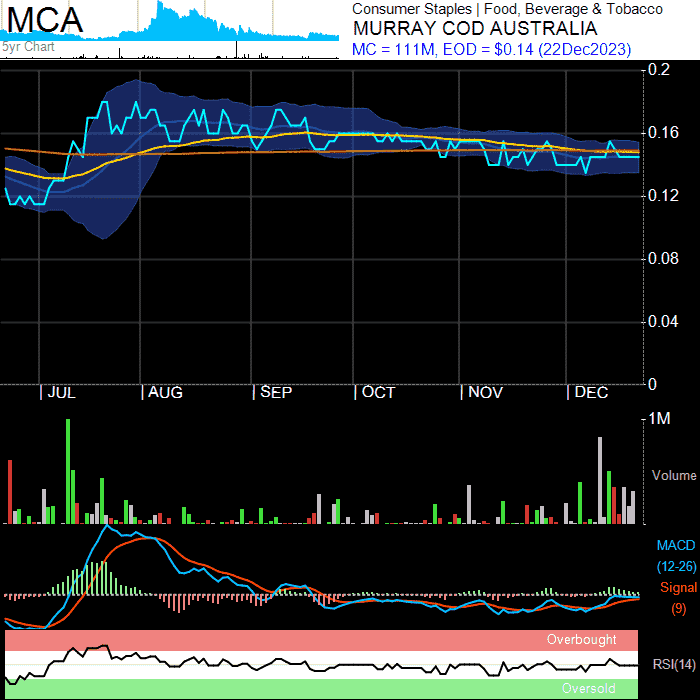 MCA
5yr Chart
Consumer Staples | Food, Beverage & Tobacco
MURRAY COD AUSTRALIA
MC = 111M, EOD = $0.14 (22Dec2023)
0.2
0.16
0.12
0.08
0.04
0
JUL AUG SEP OCT NOV DEC
1M
Volume
MACD
(12-26)
Signal
(9)
Overbought
RSI(14)
Oversold